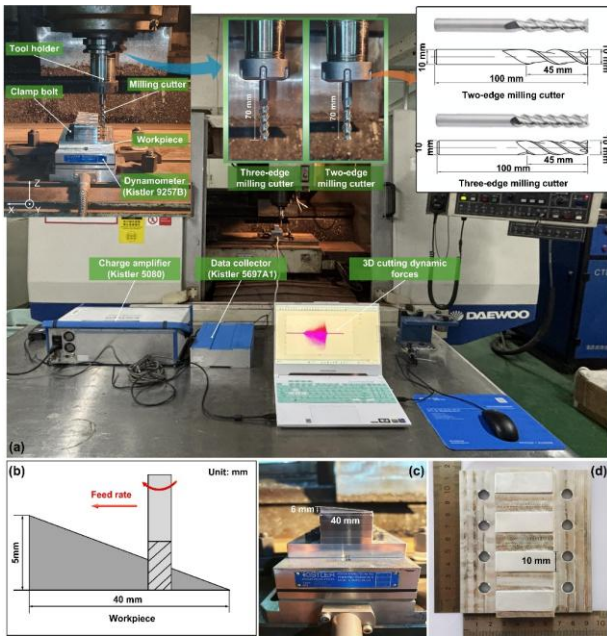 Tool holder
Clamp bolt
Milling cutter
Workpiece
Dynamometer
(Kistler 9257B)
Z
X
Y
70 mm
70 mm
Three-edge
milling cutter
Two-edge
milling cutter
10 mm
45 mm
100 mm
Two-edge milling cutter
10
mm
45 mm
100 mm
Three-edge milling cutter
Charge amplifier
(Kistler 5080)
Data collector
(Kistler 5697A1)
3D cutting dynamic
forces
DAEWOO
(a)
(b)
Unit: mm
Feed rate
5mm
40 mm
Workpiece
(c)
6 mm
40 mm
(d)
10 mm